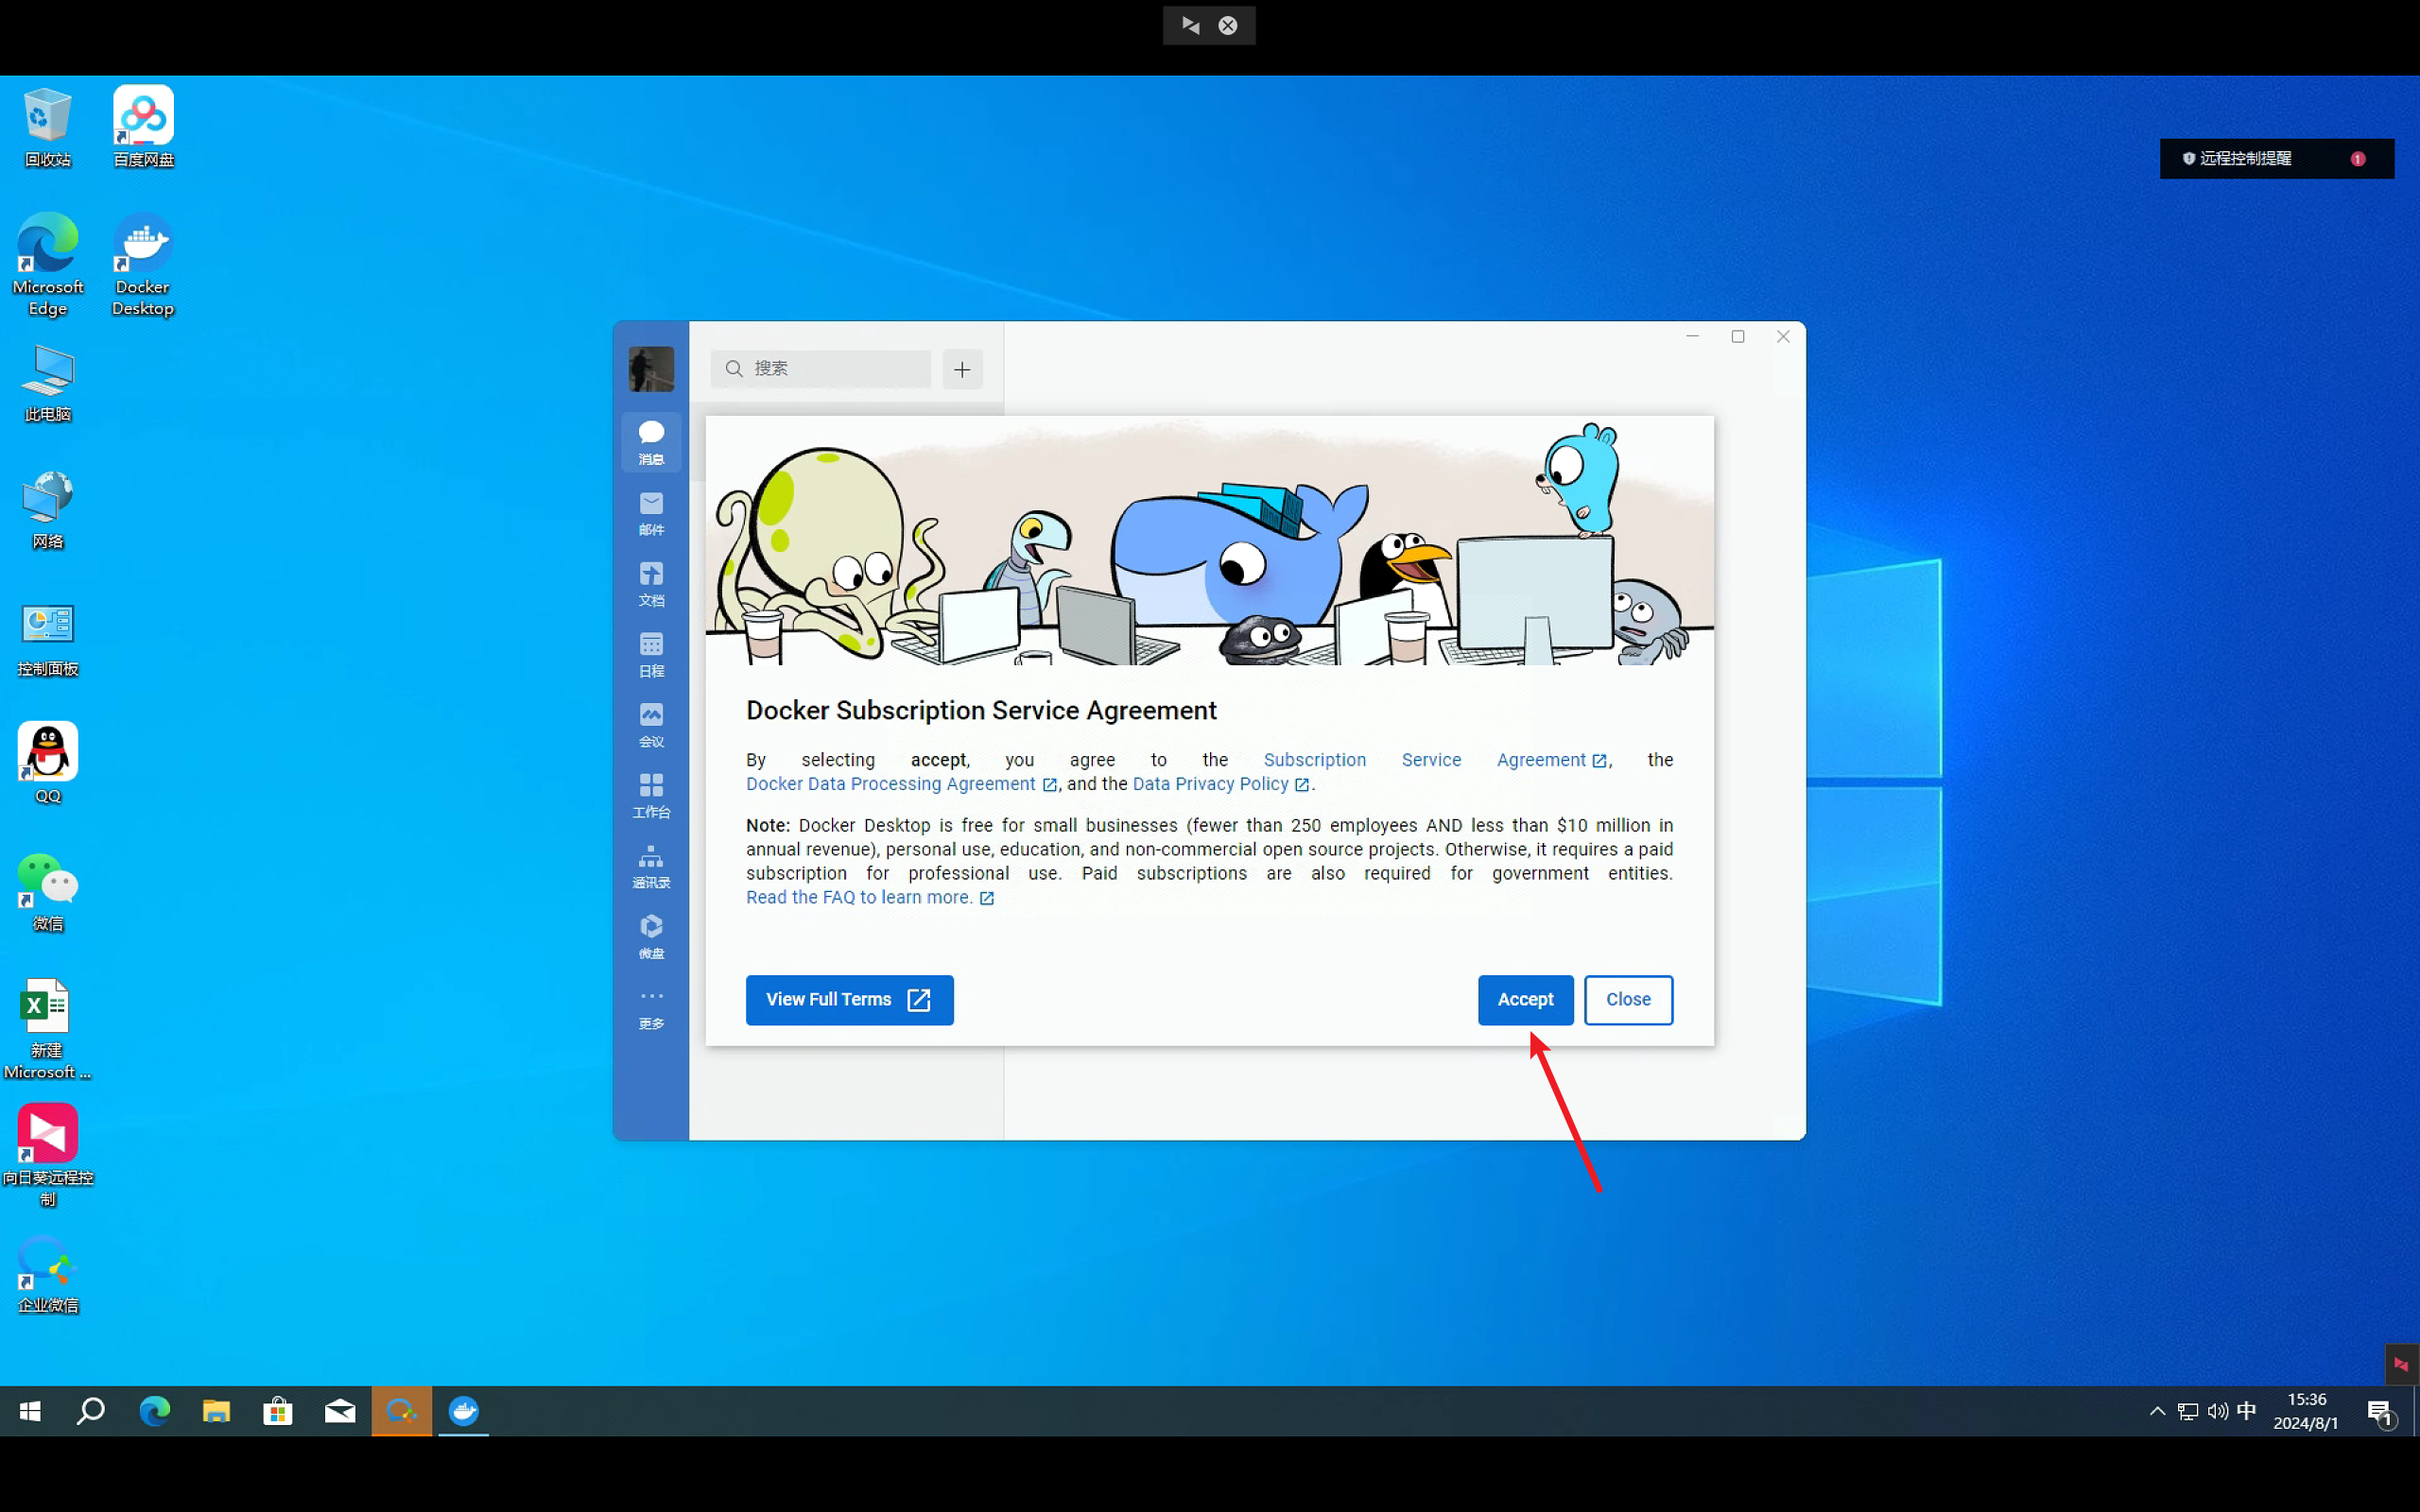 回收站
百度网盘
远程控制提醒
1
Microsoft
Edge
Docker
Desktop
此电脑
网络
控制面板
QQ
微信
新建
Microsoft ...
向日葵远程控
制
企业微信
搜索
消息
邮件
文档
日程
会议
工作台
通讯录
微盘
更多
Docker Subscription Service Agreement
By selecting accept, you agree to the Subscription Service Agreement, the
Docker Data Processing Agreement, and the Data Privacy Policy.
Note: Docker Desktop is free for small businesses (fewer than 250 employees AND less than $10 million in
annual revenue), personal use, education, and non-commercial open source projects. Otherwise, it requires a paid
subscription for professional use. Paid subscriptions are also required for government entities.
Read the FAQ to learn more.
View Full Terms
Accept
Close
中
15:36
2024/8/1
1